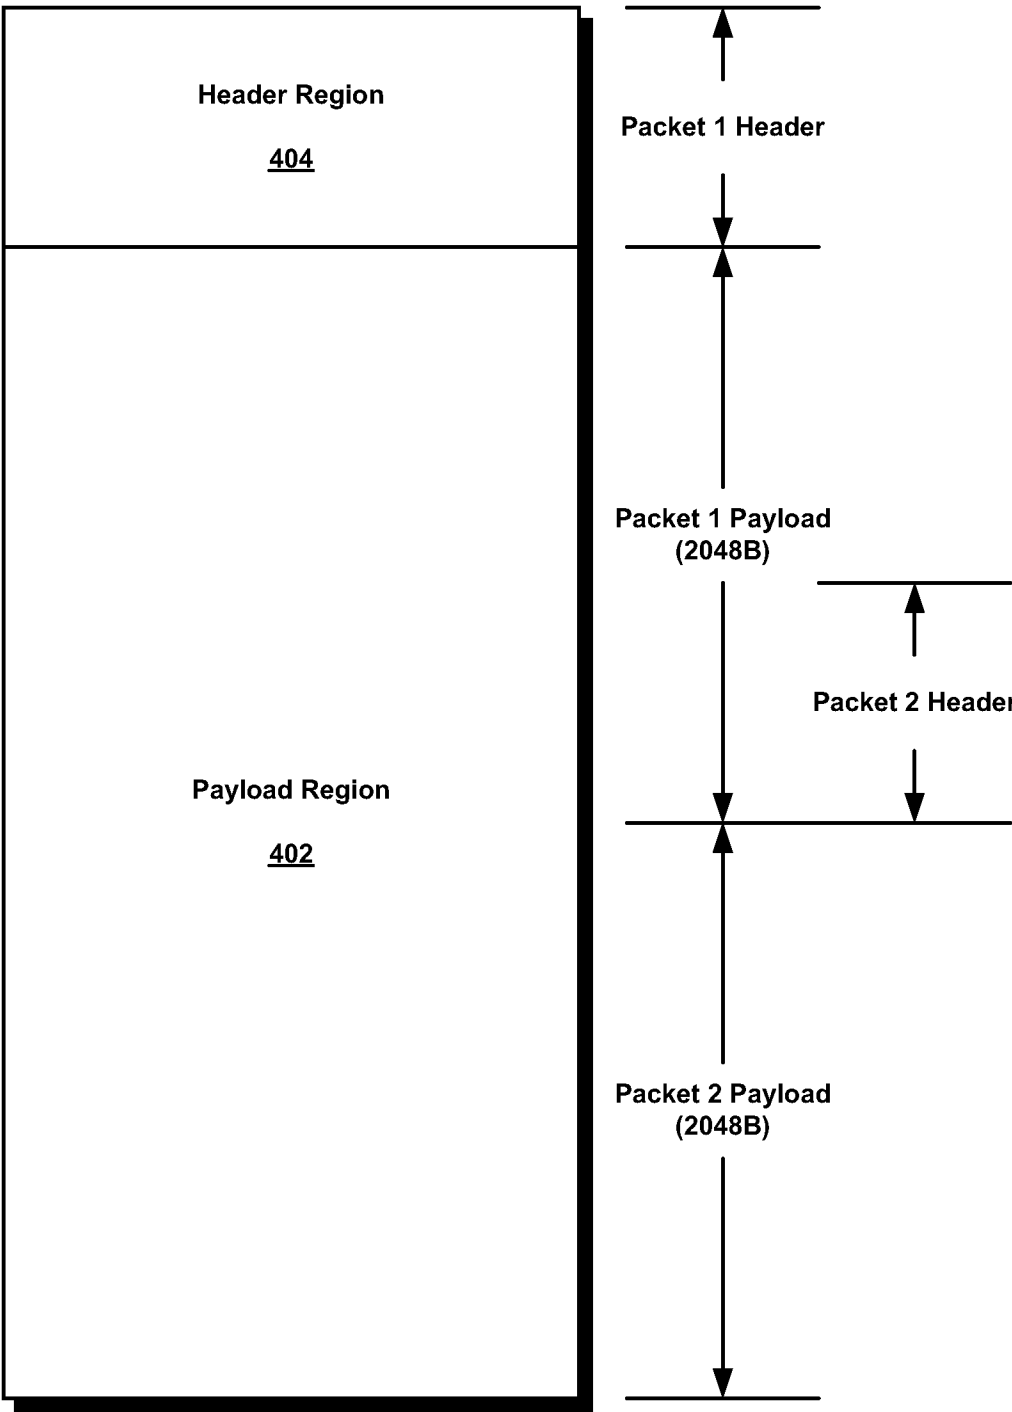 Header Region
404
Packet 1 Header
Packet 1 Payload
(2048B)
Packet 2 Header
Payload Region
402
Packet 2 Payload
(2048B)